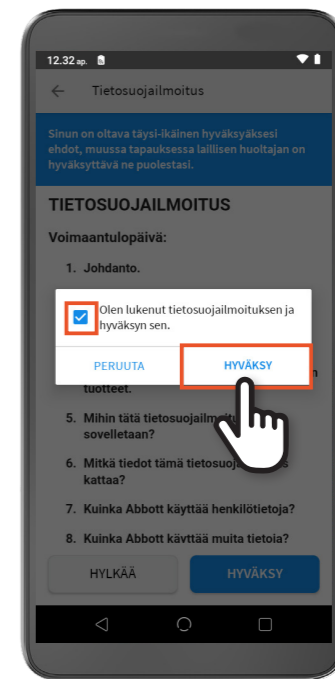 12.32 ap.
Tietosuojailmoitus
Sinun on oltava täysi-ikäinen hyväksyäksesi
ehdot, muussa tapauksessa laillisen huoltajan on
hyväksyttävä ne puolestasi.
TIETOSUOJAILMOITUS
Voimaantulopäivä:
1. Johdanto.
Olen lukenut tietosuojailmoituksen ja
hyväksyn sen.
PERUUTA HYVÄKSY
tuotteet.
5. Mihin tätä
sovelletaan?
6. Mitkä tiedot tämä
kattaa?
7. Kuinka Abbott käyttää henkilötietoja?
8. Kuinka Abbott käyttää muita tietoja?
HYLKÄÄ HYVÄKSY